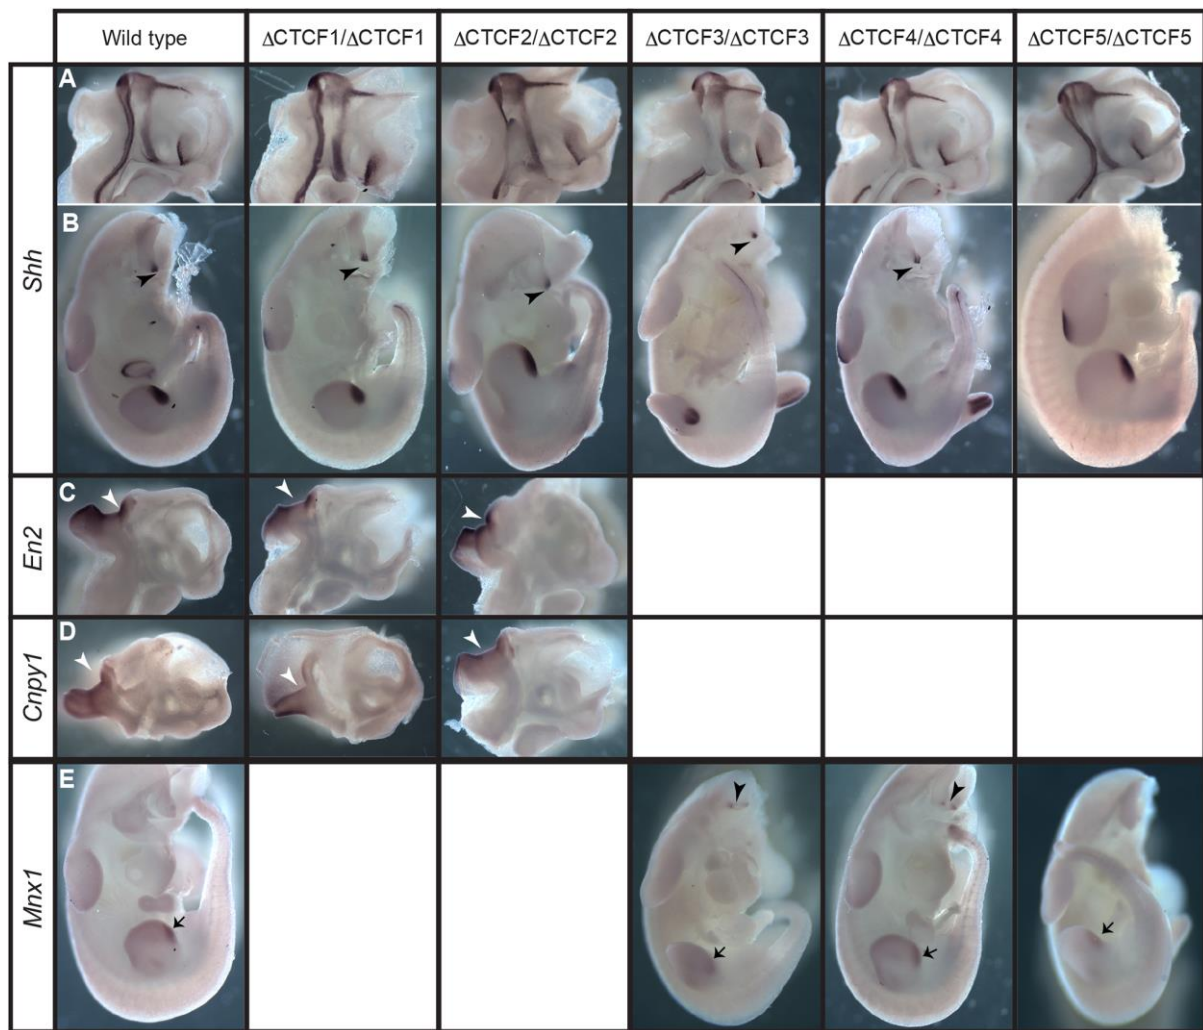 Wild type ΔCTCF1/ΔCTCF1 ΔCTCF2/ΔCTCF2 ΔCTCF3/ΔCTCF3 ΔCTCF4/ΔCTCF4 ΔCTCF5/ΔCTCF5
A
Shh
B
En2
C
Cnpy1
D
Mnx1
E